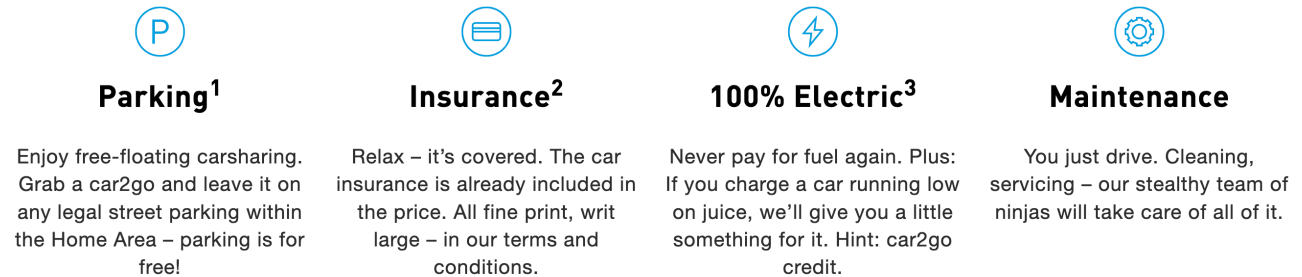 P
Parking1
Enjoy free-floating carsharing.
Grab a car2go and leave it on
any legal street parking within
the Home Area – parking is for
free!
Insurance2
Relax – it’s covered. The car
insurance is already included in
the price. All fine print, writ
large – in our terms and
conditions.
100% Electric3
Never pay for fuel again. Plus:
If you charge a car running low
on juice, we’ll give you a little
something for it. Hint: car2go
credit.
Maintenance
You just drive. Cleaning,
servicing – our stealthy team of
ninjas will take care of all of it.